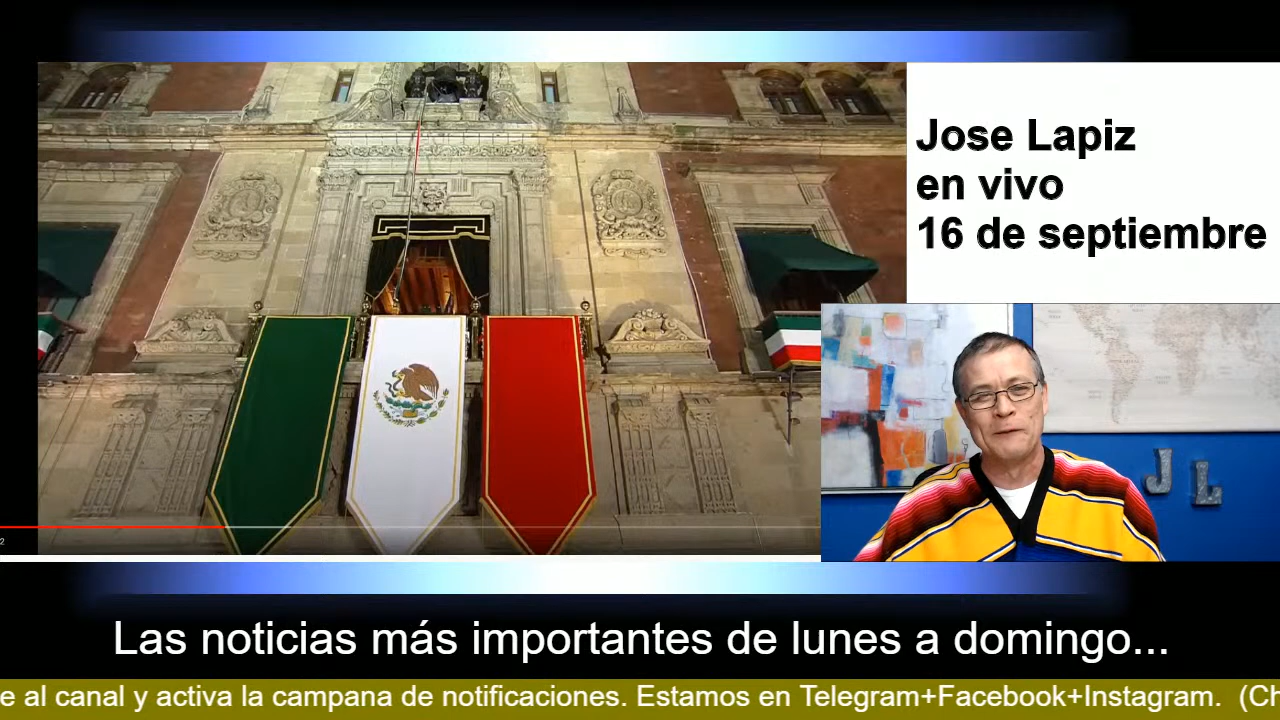 Jose Lapiz
en vivo
16 de septiembre
J L
2
Las noticias más importantes de lunes a domingo...
e al canal y activa la campana de notificaciones. Estamos en Telegram+Facebook+Instagram. (Ch